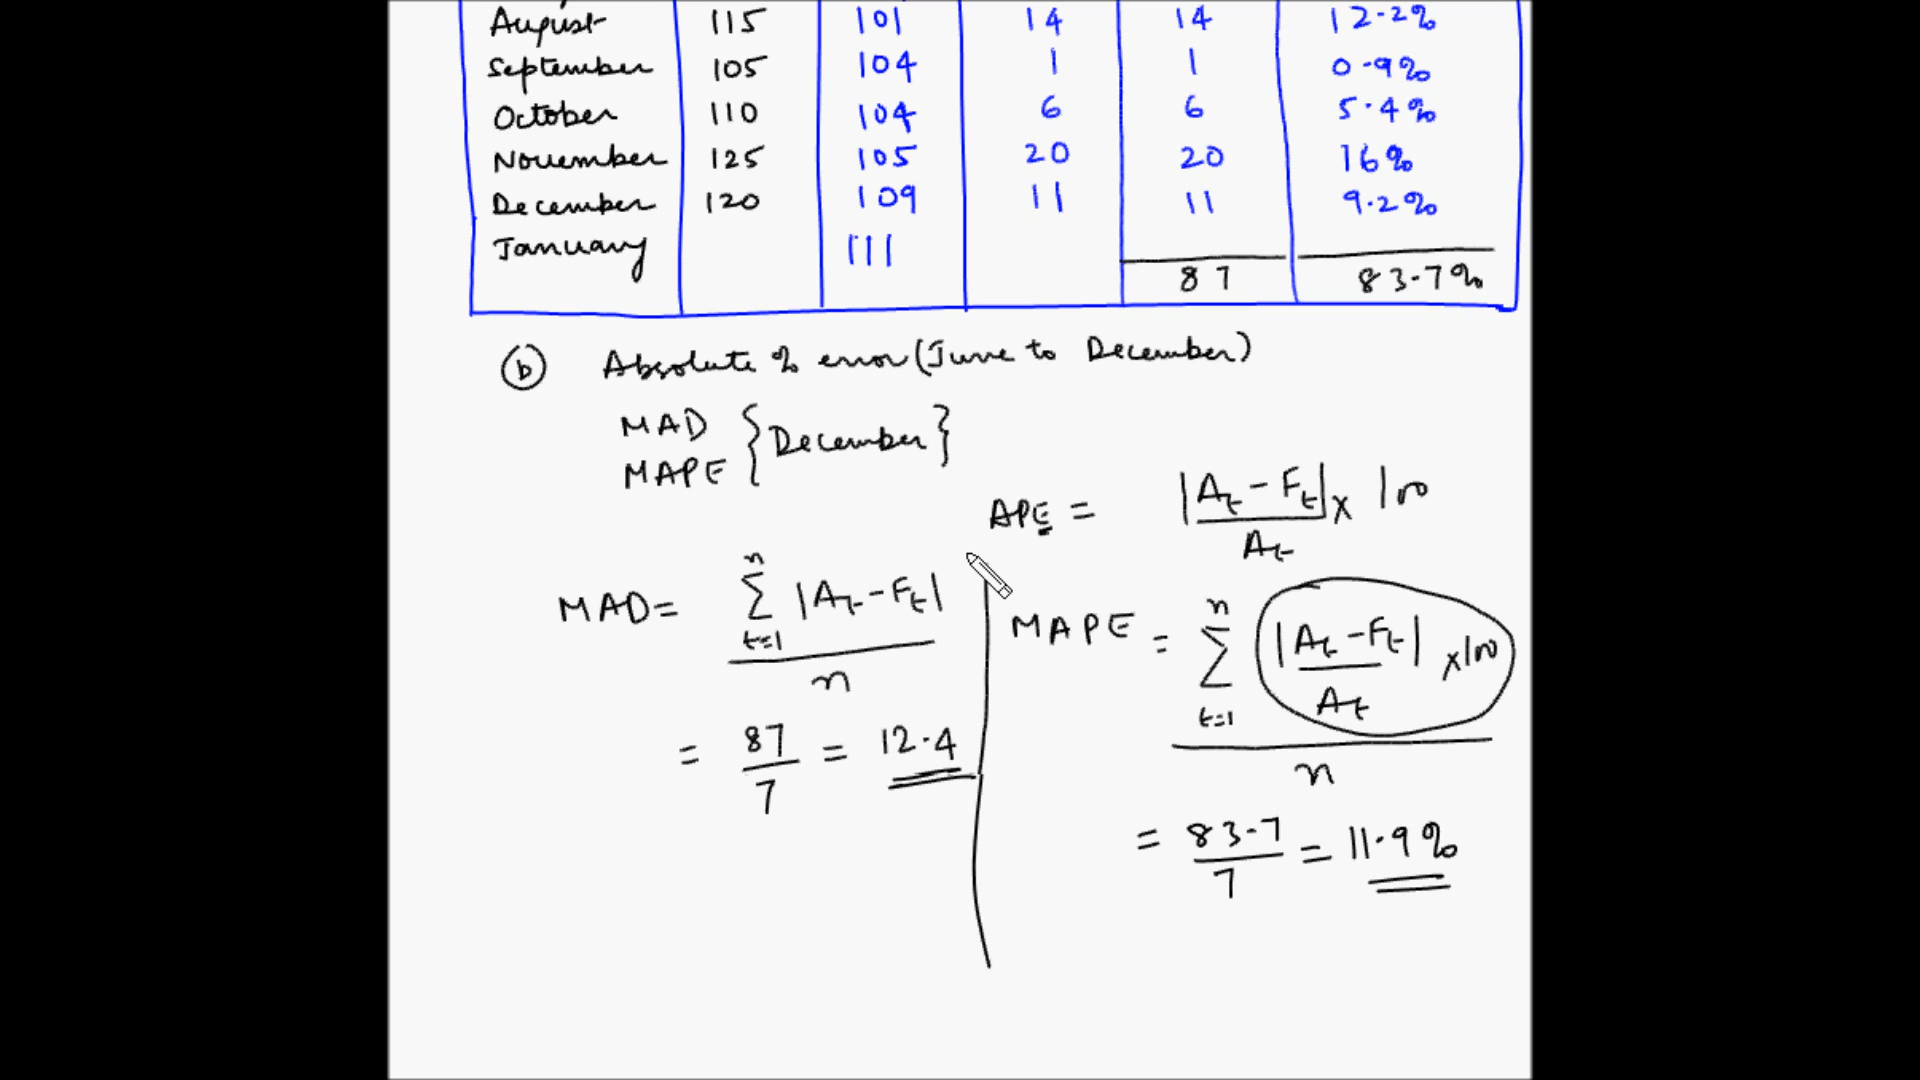 August 115 101 14 14 12.2%
September 105 104 1 1 0.9%
October 110 104 6 6 5.4%
November 125 105 20 20 16%
December 120 109 11 11 9.2%
January 111
87 83.7%
(b) Absolute % error (June to December)
MAD
MAPE { December }
APE = |At - Ft| / At x 100
MAD = n Σ t=1 |At - Ft| / n
= 87 / 7 = 12.4
MAPE = n Σ t=1 |At - Ft| / At x 100 / n
= 83.7 / 7 = 11.9%